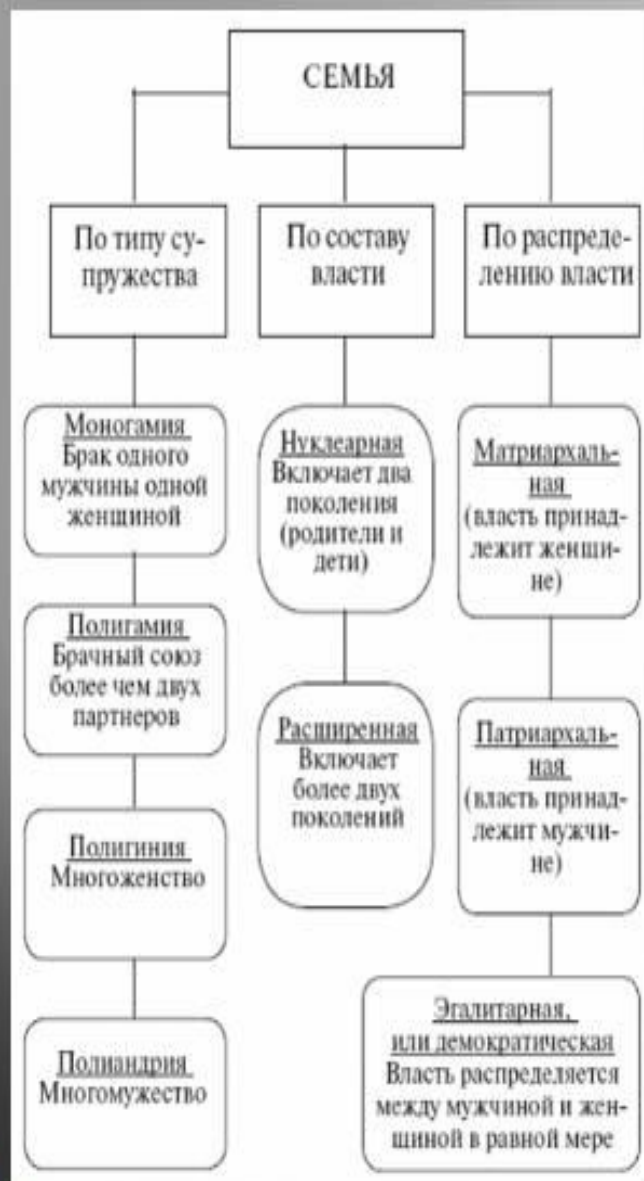 СЕМЬЯ
По типу су-
пружества
Моногамия
Брак одного
мужчины одной
женщиной
Полигамия
Брачный союз
более чем двух
партнеров
Полигиния
Многоженство
Полиандрия
Многомужество
По составу
власти
Нуклеарная
Включает два
поколения
(родители и
дети)
Расширенная
Включает
более двух
поколений
По распреде-
лению власти
Матриархаль-
ная
(власть принад-
лежит женщи-
не)
Патриархаль-
ная
(власть принад-
лежит мужчи-
не)
Эгалитарная,
или демократическая
Власть распределяется
между мужчиной и жен-
щиной в равной мере